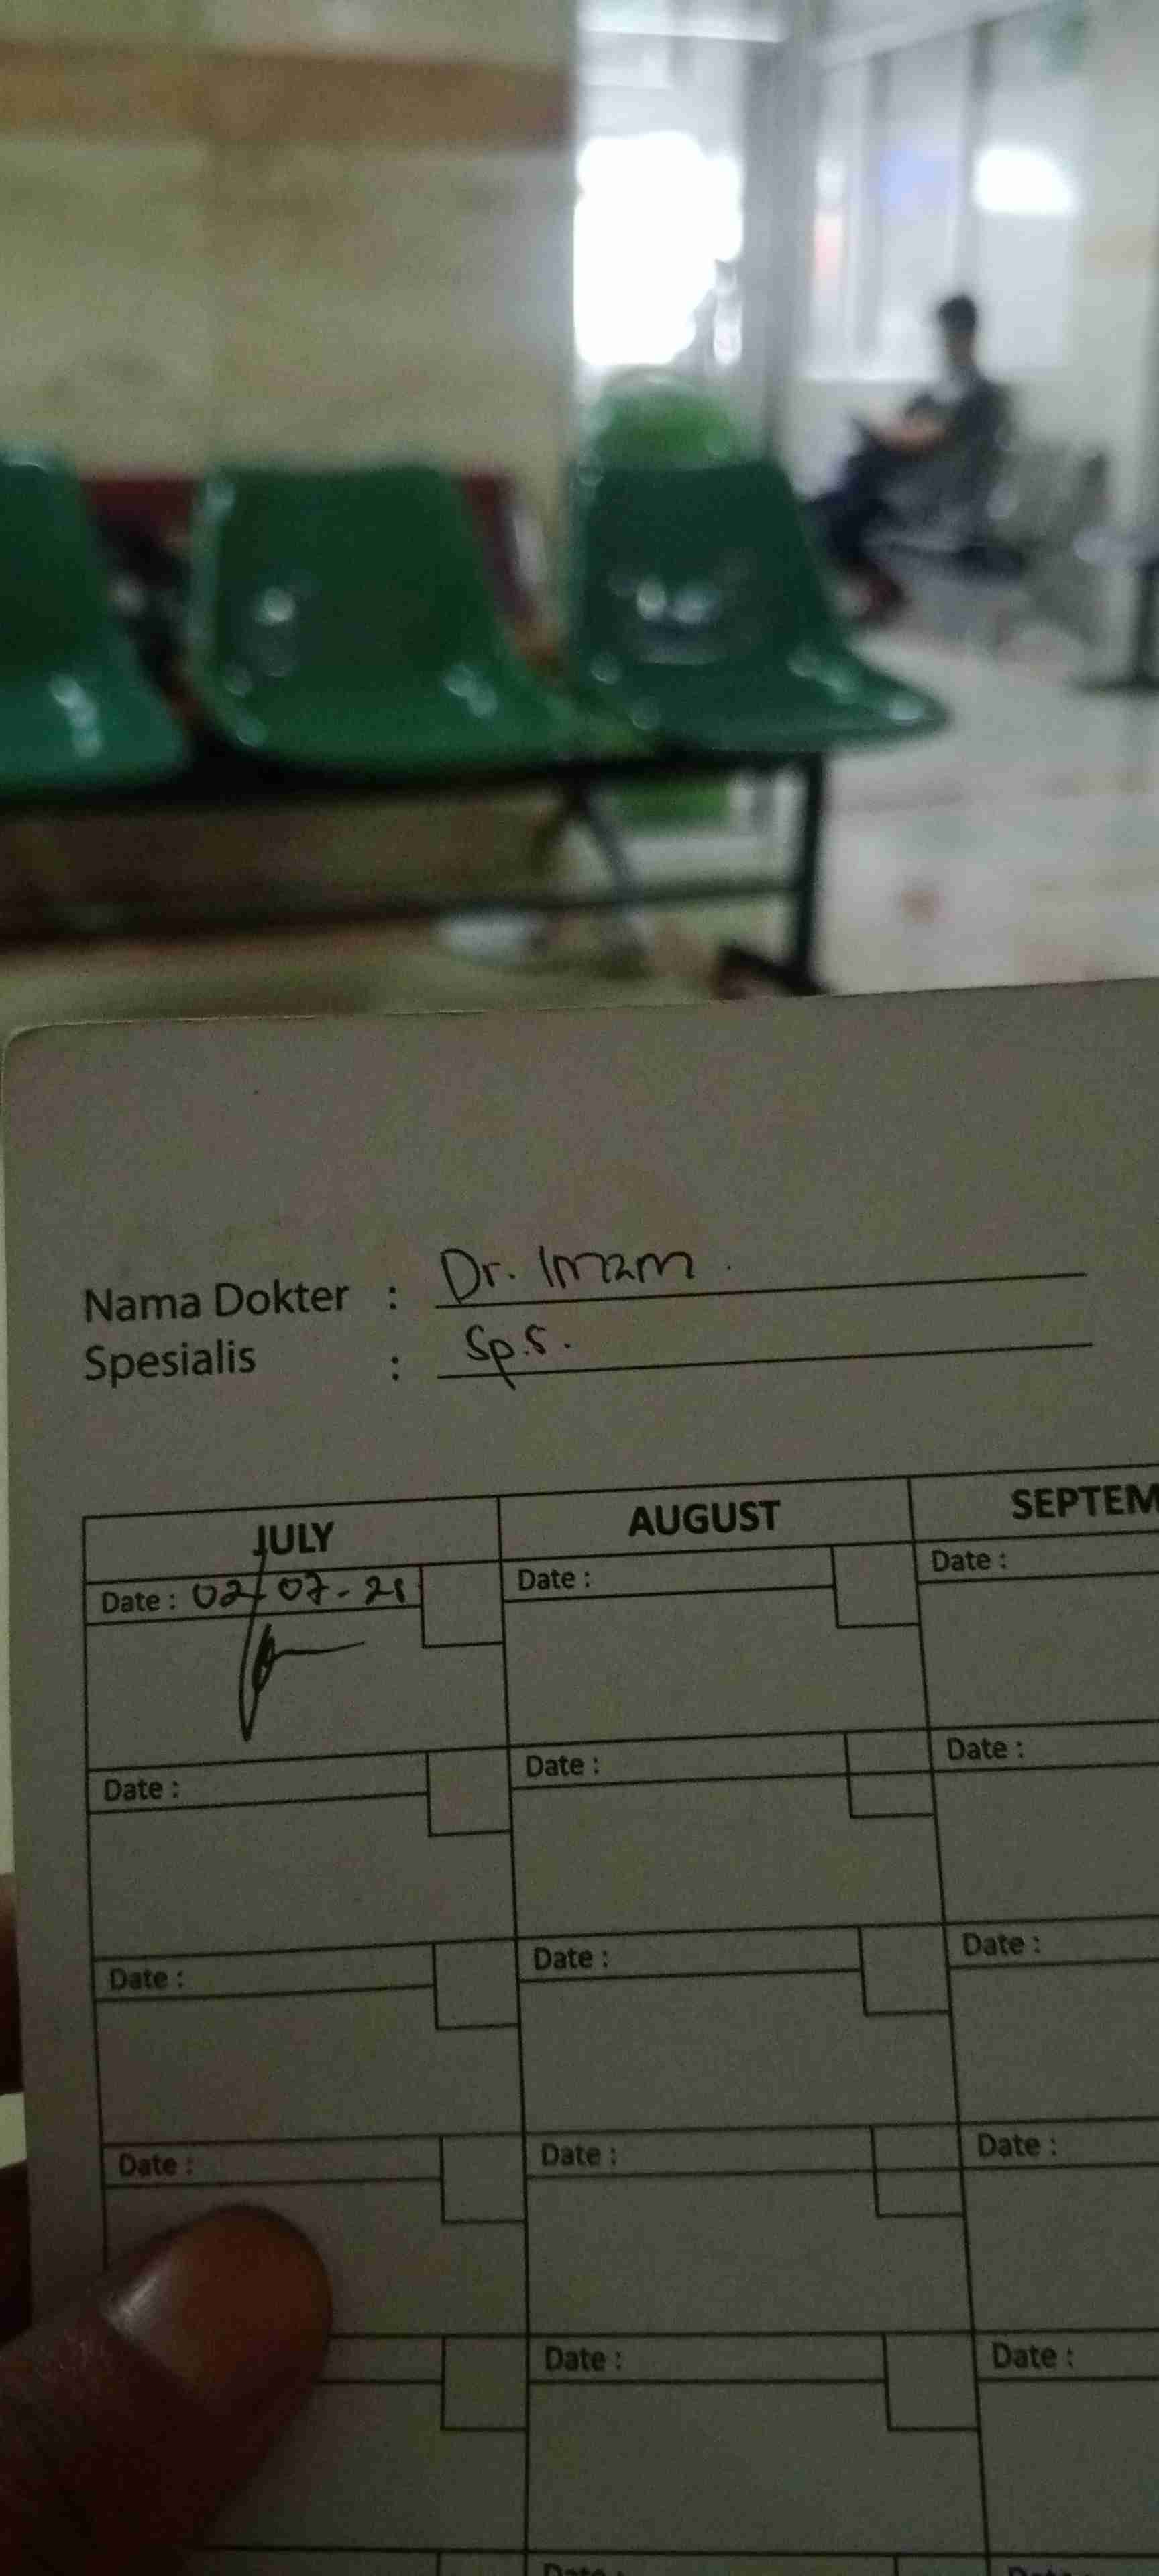 Nama Dokter : Dr. Imam.
Spesialis : Sp.S.
JULY AUGUST
Date : 02-07-21 Date : Date :
Date : Date : Date :
Date : Date : Date :
Date : Date : Date :
Date : Date :